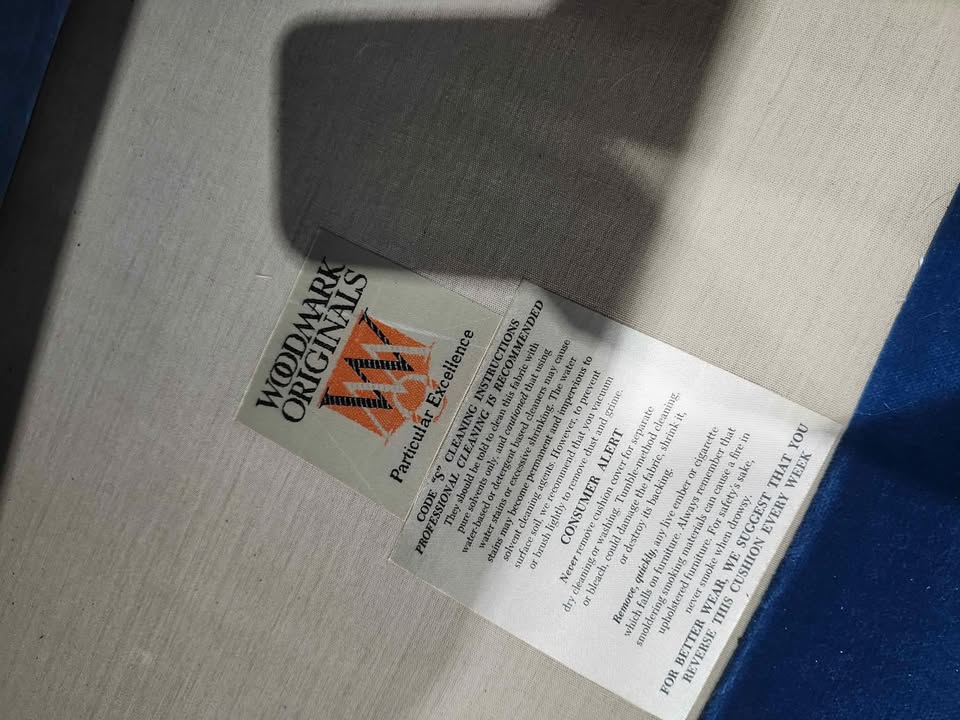 WOODMARK
ORIGINALS
Particular Excellence
CODE "S" CLEANING INSTRUCTIONS
PROFESSIONAL CLEANING IS RECOMMENDED
They should be told to clean this fabric with
pure solvents only, and cautioned that using
water-based or detergent based cleaners may cause
water stains or excessive shrinking. The water
stains may become permanent and impervious to
solvent cleaning agents. However, to prevent
surface soil, we recommend that you vacuum
or brush lightly to remove dust and grime.
CONSUMER ALERT
Never remove cushion cover for separate
dry cleaning or washing. Tumble-method cleaning,
or bleach, could damage the fabric, shrink it,
or destroy its backing.
Remove, quickly, any live ember or cigarette
which falls on furniture. Always remember that
smoldering smoking materials can cause a fire in
upholstered furniture. For safety's sake,
never smoke when drowsy.
FOR BETTER WEAR, WE SUGGEST THAT YOU
REVERSE THIS CUSHION EVERY WEEK